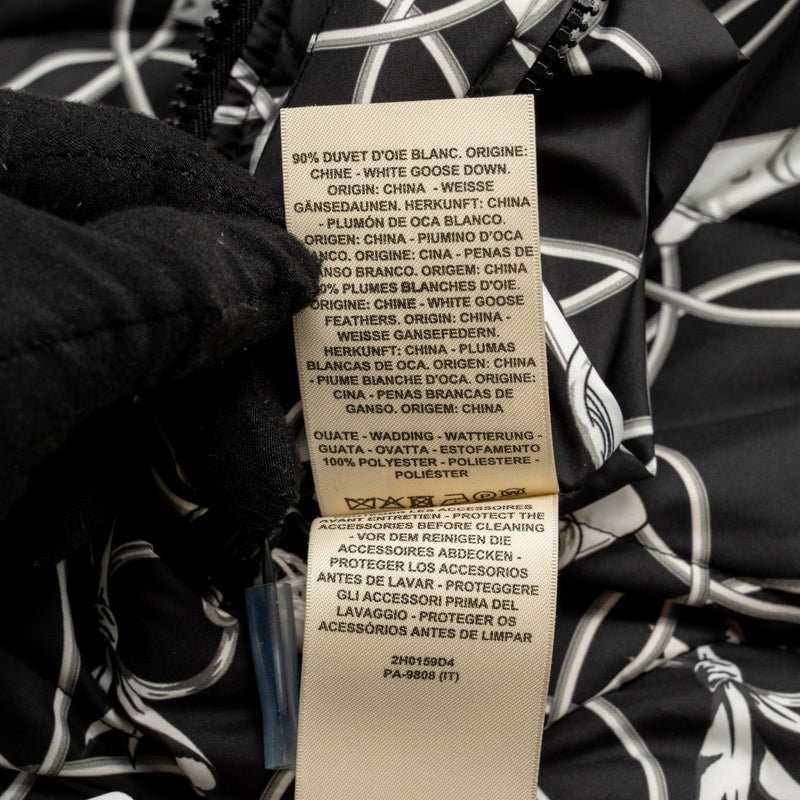 90% DUVET D'OIE BLANC. ORIGINE:
CHINE - WHITE GOOSE DOWN.
ORIGIN: CHINA - WEISSE
GÄNSEDAUNEN. HERKUNFT: CHINA
- PLUMÓN DE OCA BLANCO.
ORIGEN: CHINA - PIUMINO D'OCA
ANCO. ORIGINE: CINA - PENAS DE
ANSO BRANCO. ORIGEM: CHINA
0% PLUMES BLANCHES D'OIE.
ORIGINE: CHINE - WHITE GOOSE
FEATHERS. ORIGIN: CHINA -
WEISSE GANSEFEDERN.
HERKUNFT: CHINA - PLUMAS
BLANCAS DE OCA. ORIGEN: CHINA
- PIUME BIANCHE D'OCA. ORIGINE:
CINA - PENAS BRANCAS DE
GANSO. ORIGEM: CHINA
OUATE - WADDING - WATTIERUNG -
GUATA - OVATTA - ESTOFAMENTO
100% POLYESTER - POLIESTERE -
POLIÉSTER
LES ACCESSOIRES
AVANT ENTRETIEN - PROTECT THE
ACCESSORIES BEFORE CLEANING
- VOR DEM REINIGEN DIE
ACCESSOIRES ABDECKEN -
PROTEGER LOS ACCESORIOS
ANTES DE LAVAR - PROTEGGERE
GLI ACCESSORI PRIMA DEL
LAVAGGIO - PROTEGER OS
ACESSÓRIOS ANTES DE LIMPAR
2H0159D4
PA-9808 (IT)